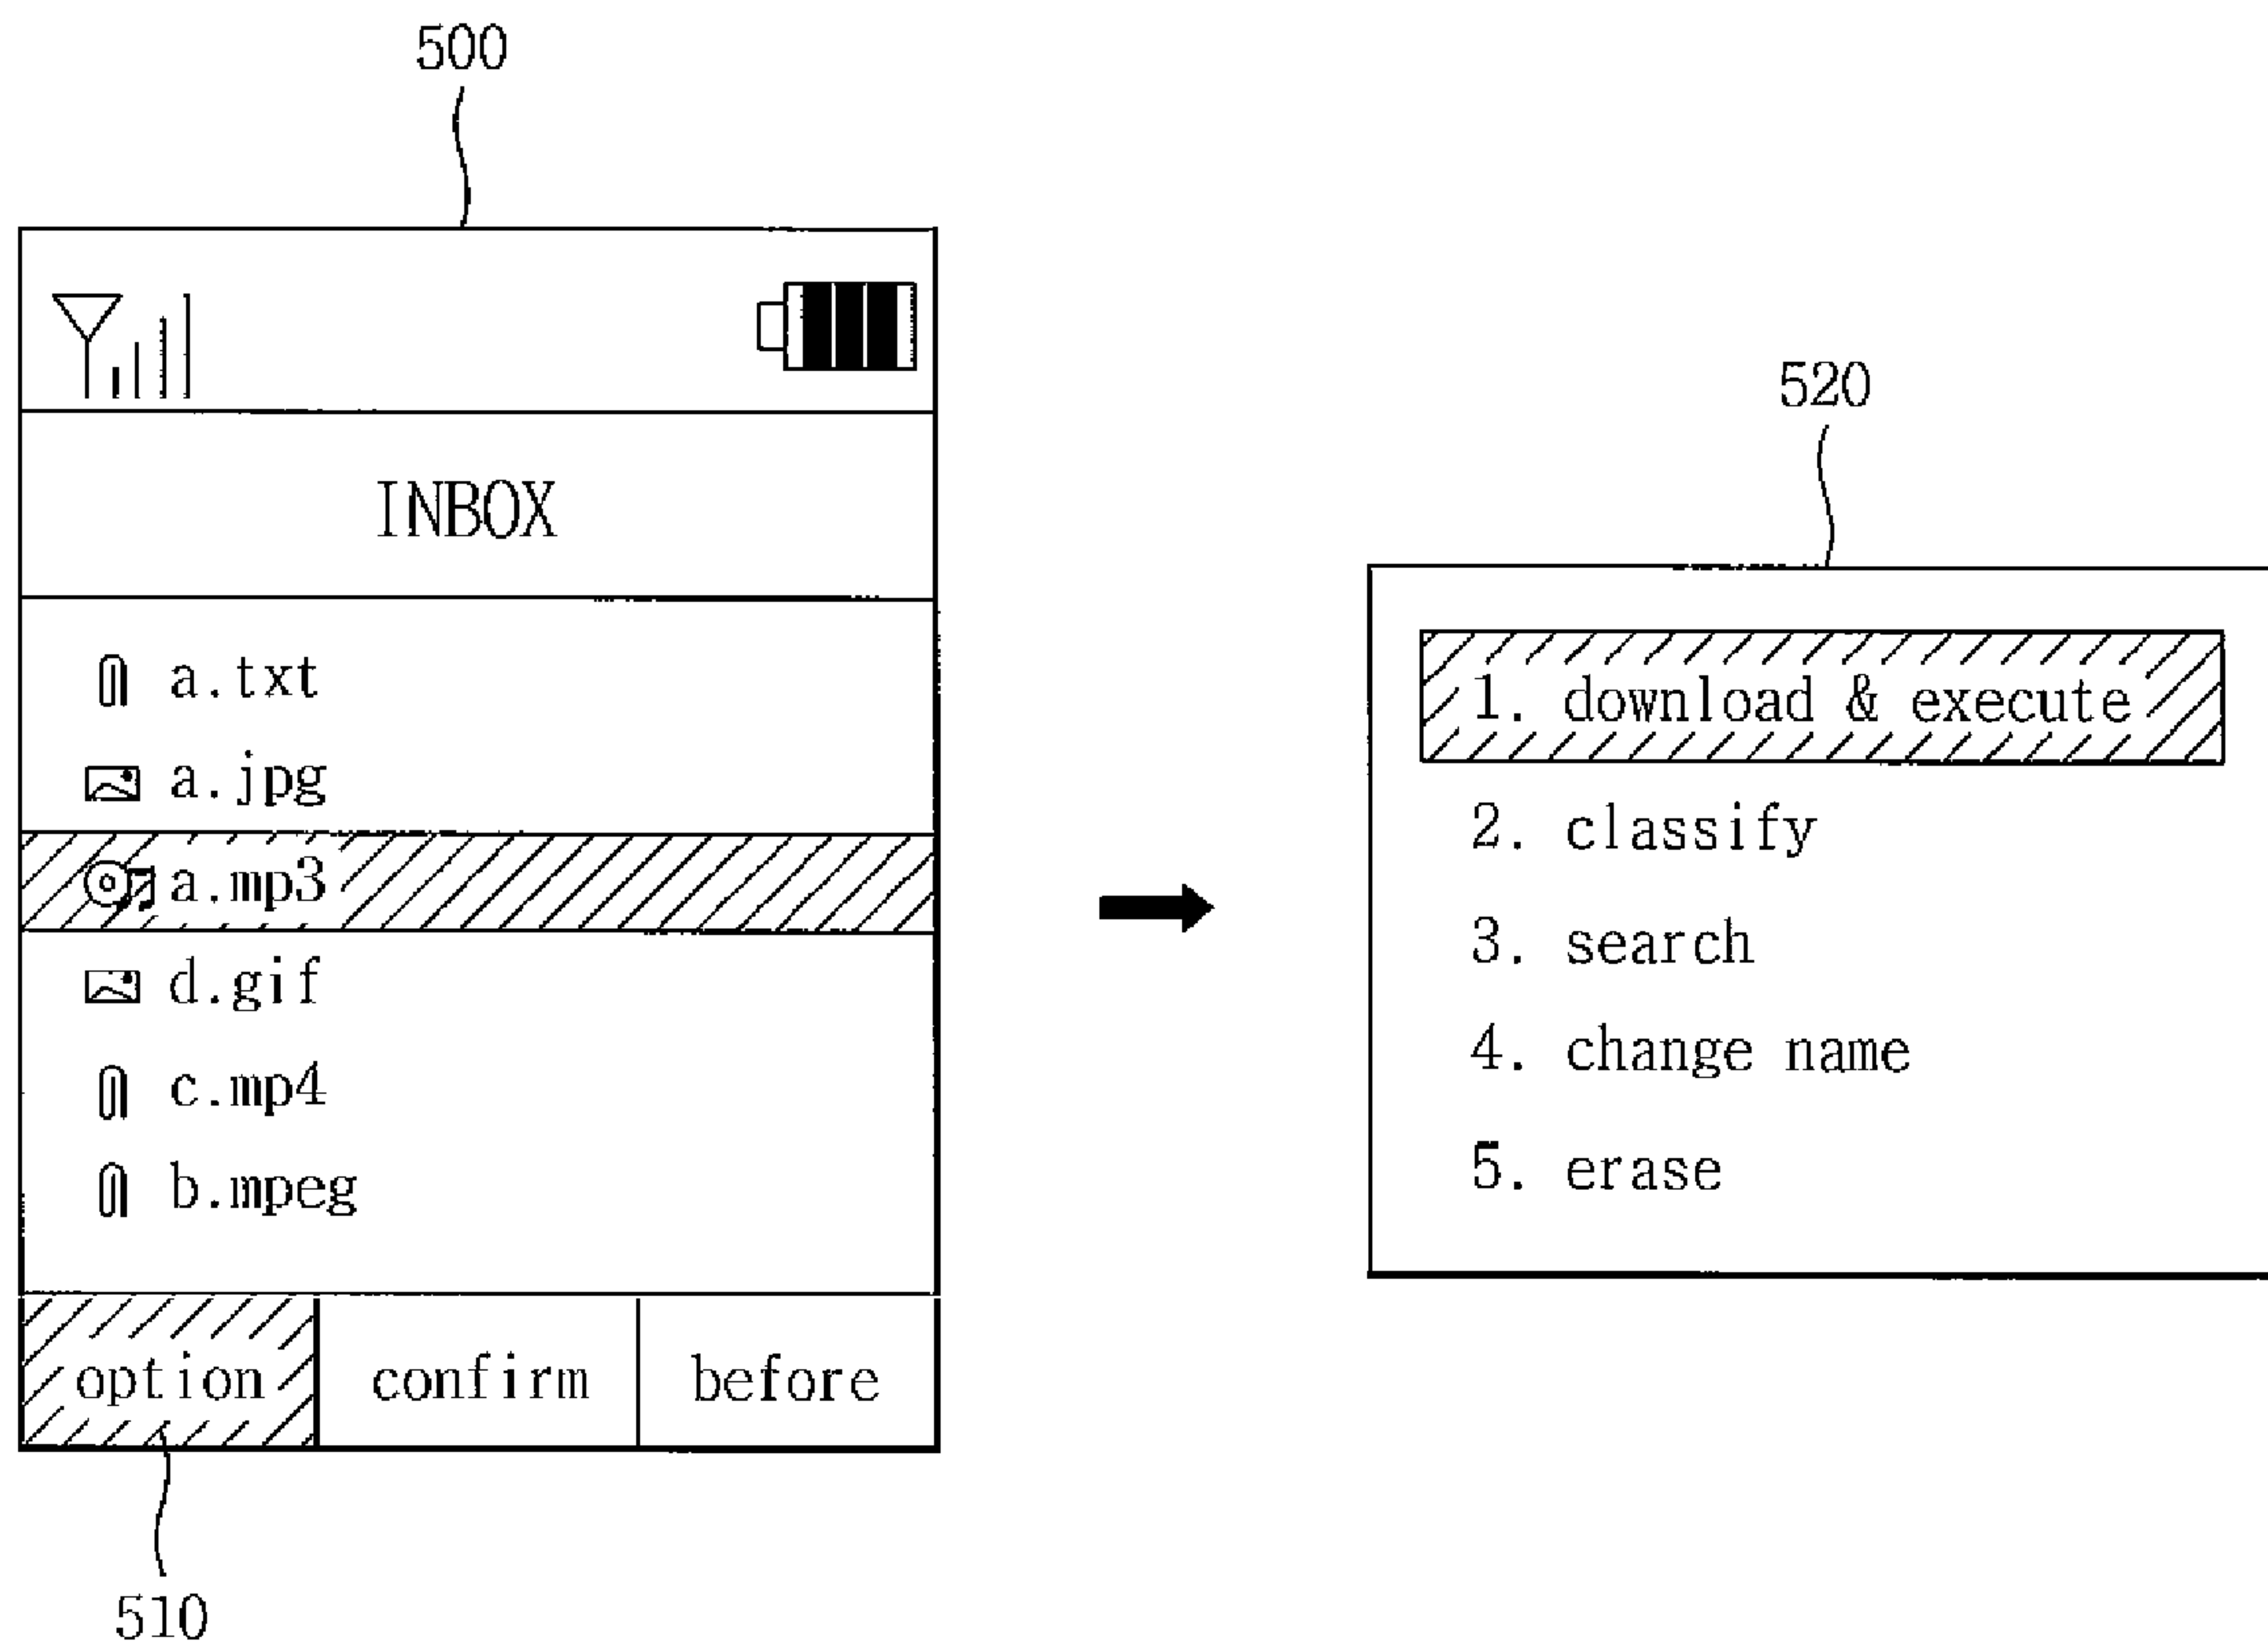 500
INBOX
a.txt
a.jpg
a.mp3
d.gif
c.mp4
b.mpeg
option confirm before
510
520
1. download & execute
2. classify
3. search
4. change name
5. erase